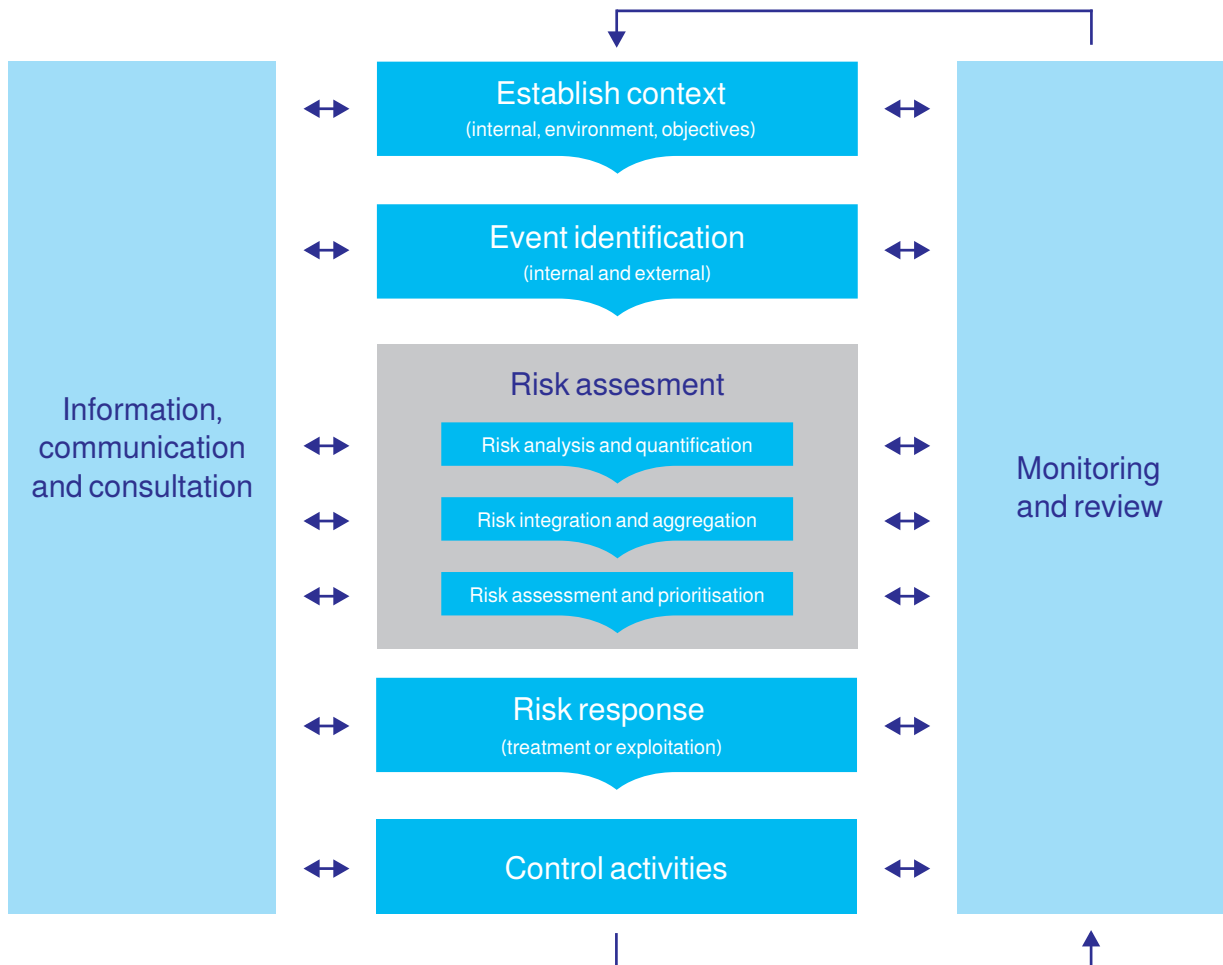 Establish context
(internal, environment, objectives)
Event identification
(internal and external)
Risk assesment
Risk analysis and quantification
Risk integration and aggregation
Risk assessment and prioritisation
Risk response
(treatment or exploitation)
Control activities
Information,
communication
and consultation
Monitoring
and review